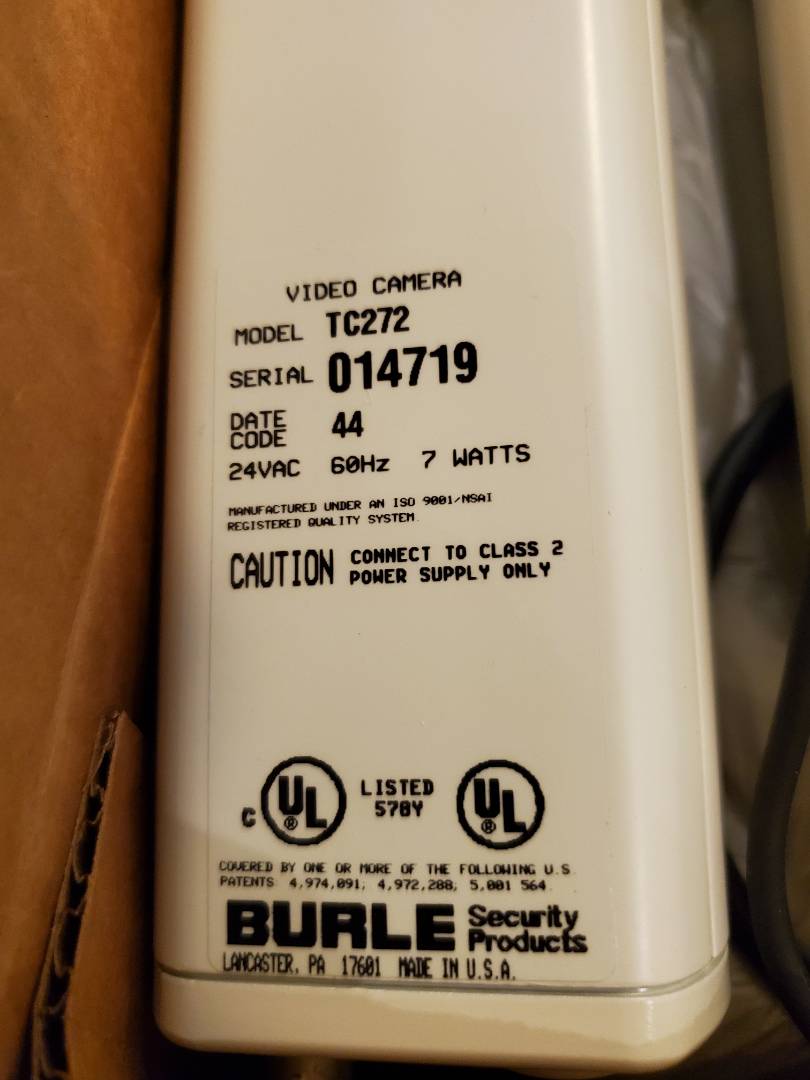 VIDEO CAMERA
MODEL TC272
SERIAL 014719
DATE CODE 44
24VAC 60Hz 7 WATTS
MANUFACTURED UNDER AN ISO 9001/NSAI
REGISTERED QUALITY SYSTEM.
CAUTION CONNECT TO CLASS 2
POWER SUPPLY ONLY
C UL® LISTED 578Y UL®
COVERED BY ONE OR MORE OF THE FOLLOWING U.S.
PATENTS 4,974,091; 4,972,288; 5,001 564.
BURLE Security Products
LANCASTER, PA 17601 MADE IN U.S.A.